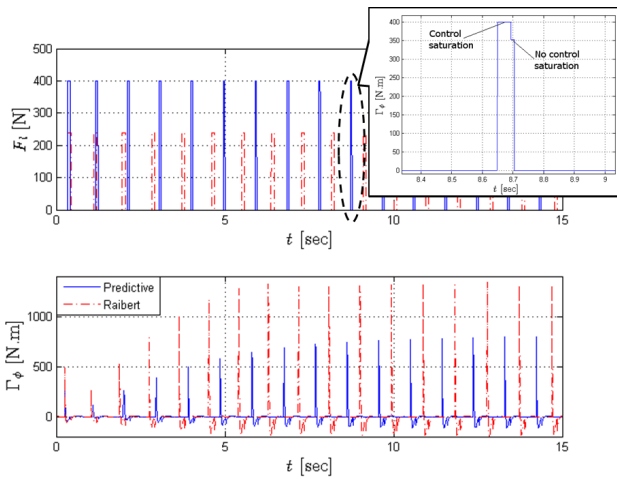 500
400
300
200
100
0
F_l [N]
0
5
10
15
t [sec]
Control
saturation
No control
saturation
400
350
300
250
200
150
100
50
0
Γ_ϕ [N.m]
8.4
8.5
8.6
8.7
8.8
8.9
9
t [sec]
Predictive
Raibert
1000
500
0
Γ_ϕ [N.m]
0
5
10
15
t [sec]